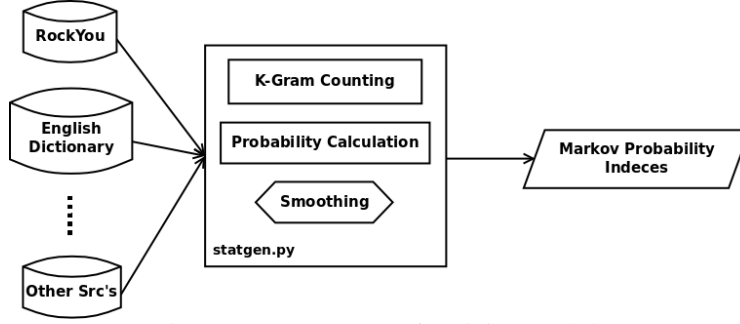 RockYou
English
Dictionary
Other Src's
K-Gram Counting
Probability Calculation
Smoothing
statgen.py
Markov Probability
Indeces